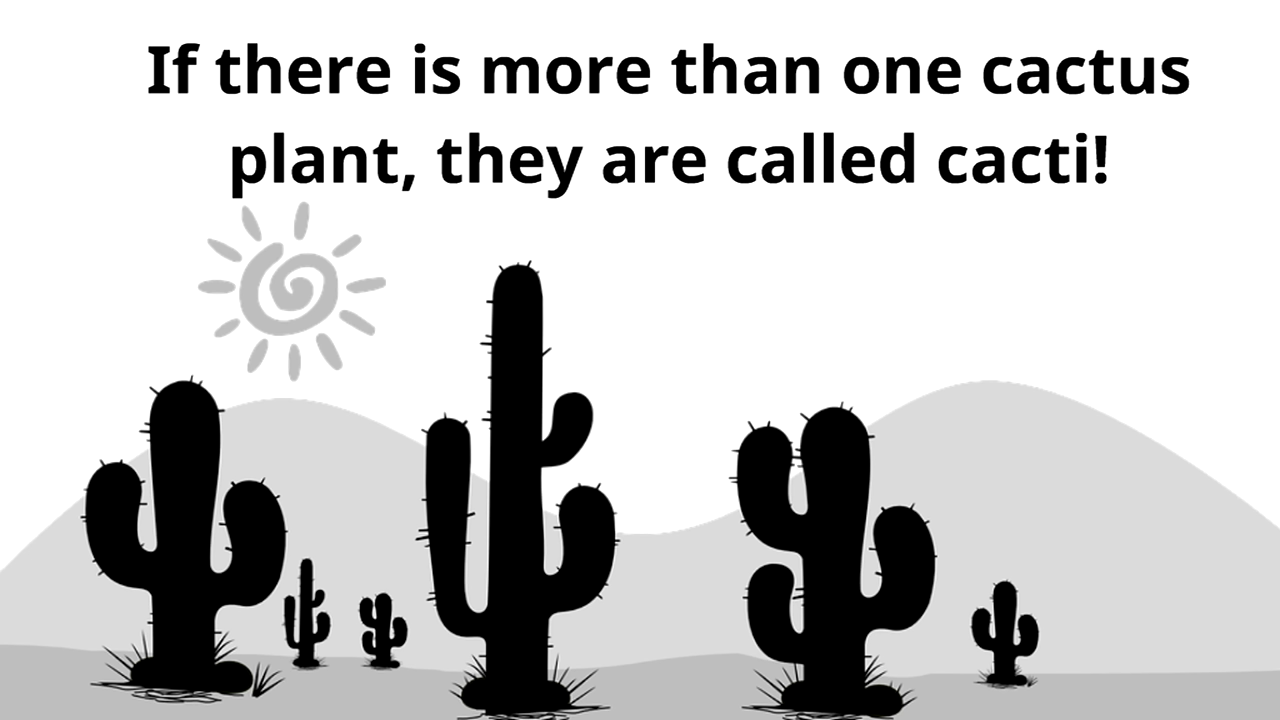 If there is more than one cactus
plant, they are called cacti!